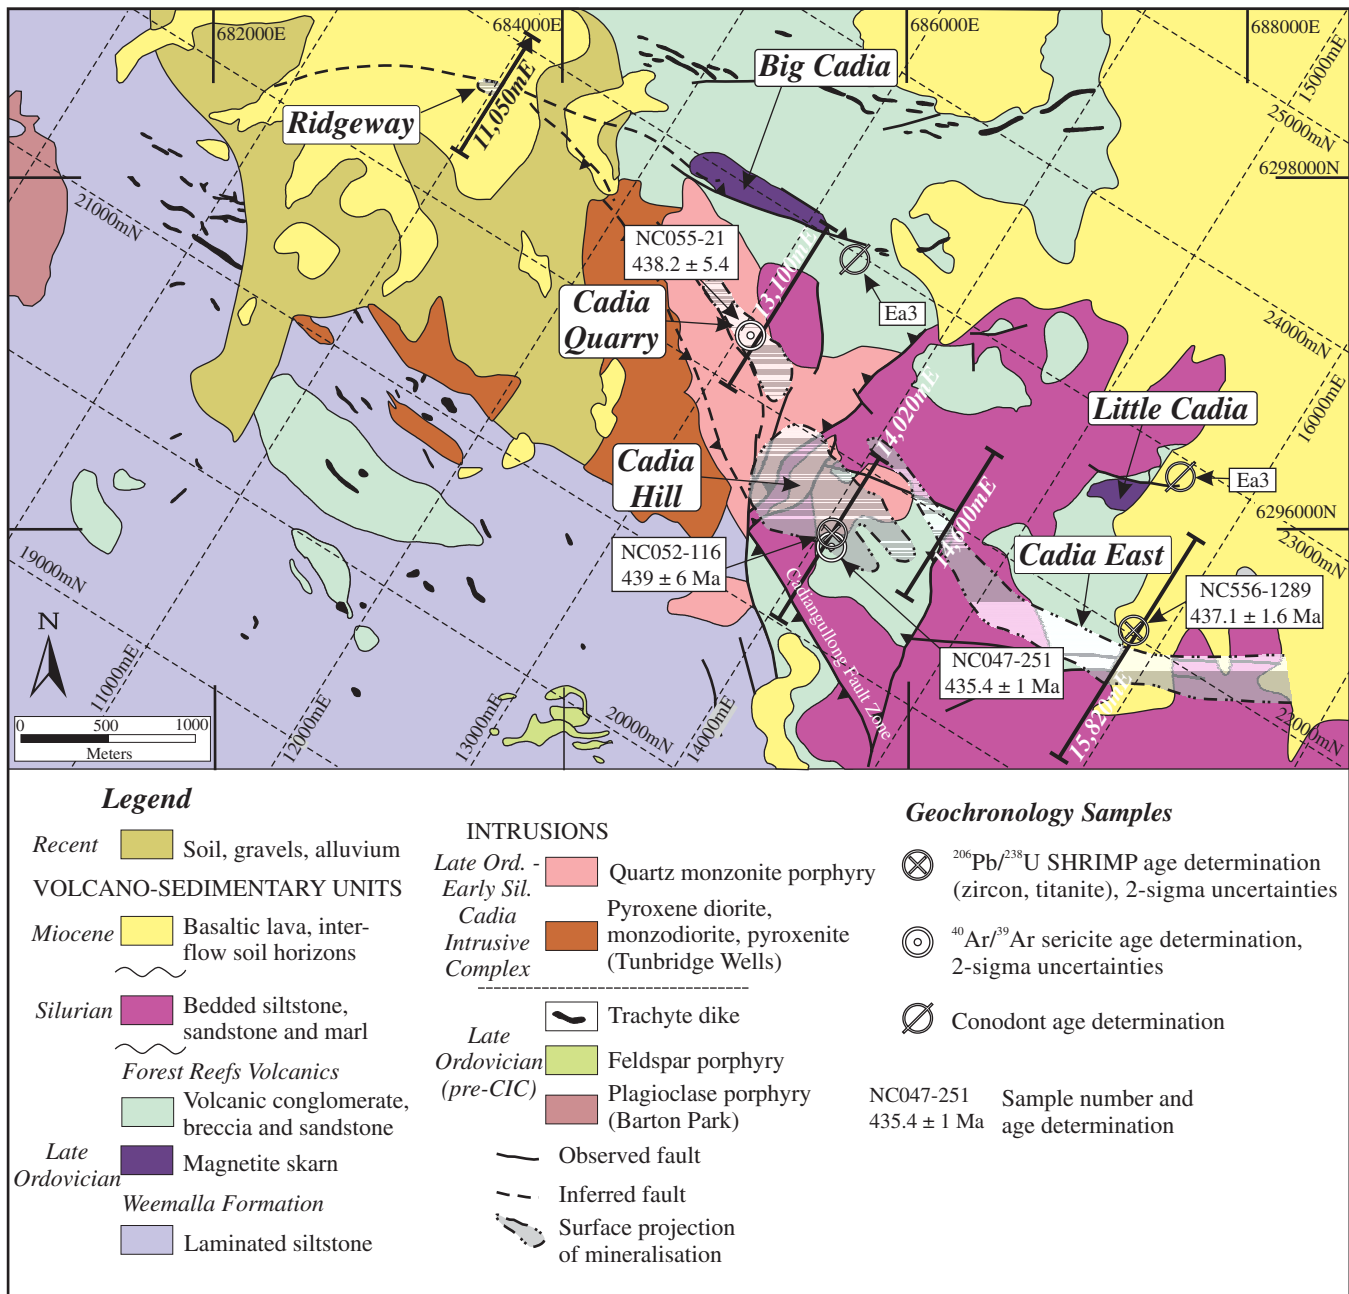 682000E
684000E
686000E
688000E
15000mE
25000mN
6298000N
Big Cadia
Ridgeway
11,050mE
21000mN
NC055-21
438.2 ± 5.4
13,100mE
Ea3
Cadia
Quarry
24000mN
16000mE
14,020mE
Little Cadia
Ea3
Cadia
Hill
14,600mE
6296000N
23000mN
NC052-116
439 ± 6 Ma
Cadia East
NC556-1289
437.1 ± 1.6 Ma
19000mN
Cadiangullong Fault Zone
NC047-251
435.4 ± 1 Ma
N
11000mE
12000mE
13000mE
20000mN
14000mE
15,820mE
22000mN
0 500 1000
Meters
Legend
Recent
Soil, gravels, alluvium
VOLCANO-SEDIMENTARY UNITS
Miocene
Basaltic lava, inter-
flow soil horizons
Silurian
Bedded siltstone,
sandstone and marl
Forest Reefs Volcanics
Volcanic conglomerate,
breccia and sandstone
Late
Ordovician
Magnetite skarn
Weemalla Formation
Laminated siltstone
INTRUSIONS
Late Ord. -
Early Sil.
Cadia
Intrusive
Complex
Quartz monzonite porphyry
Pyroxene diorite,
monzodiorite, pyroxenite
(Tunbridge Wells)
Trachyte dike
Late
Ordovician
(pre-CIC)
Feldspar porphyry
Plagioclase porphyry
(Barton Park)
Observed fault
Inferred fault
Surface projection
of mineralisation
Geochronology Samples
206Pb/238U SHRIMP age determination
(zircon, titanite), 2-sigma uncertainties
40Ar/39Ar sericite age determination,
2-sigma uncertainties
Conodont age determination
NC047-251
435.4 ± 1 Ma
Sample number and
age determination